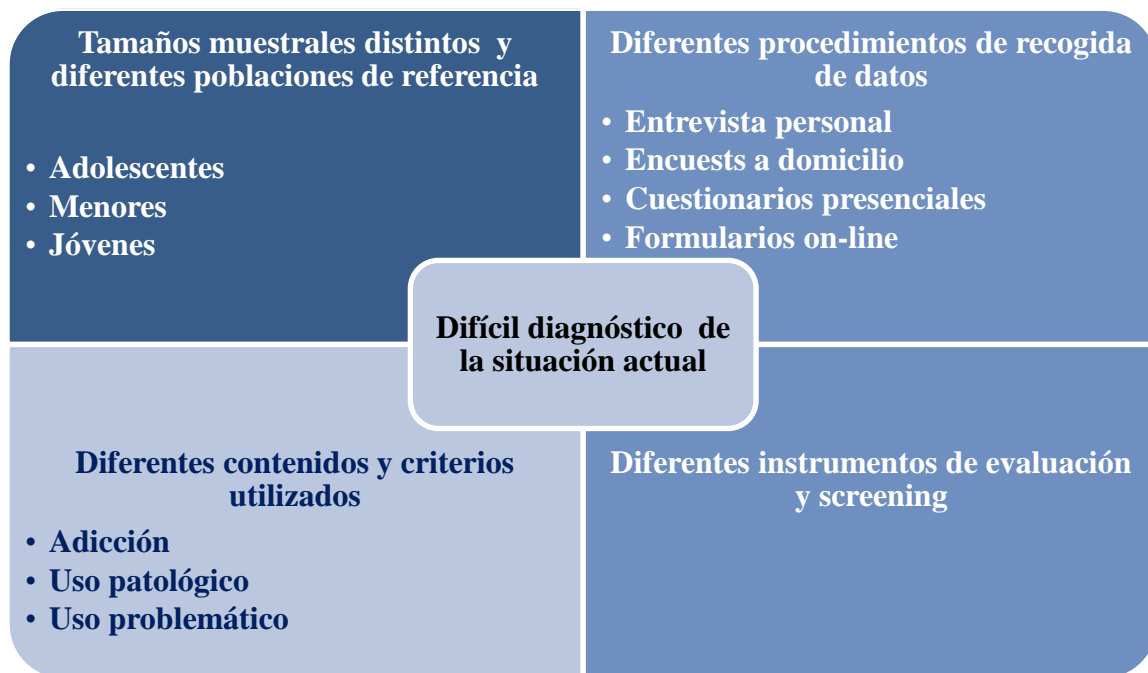 Tamaños muestrales distintos y
diferentes poblaciones de referencia
• Adolescentes
• Menores
• Jóvenes
Diferentes procedimientos de recogida
de datos
• Entrevista personal
• Encuests a domicilio
• Cuestionarios presenciales
• Formularios on-line
Difícil diagnóstico de
la situación actual
Diferentes contenidos y criterios
utilizados
• Adicción
• Uso patológico
• Uso problemático
Diferentes instrumentos de evaluación
y screening